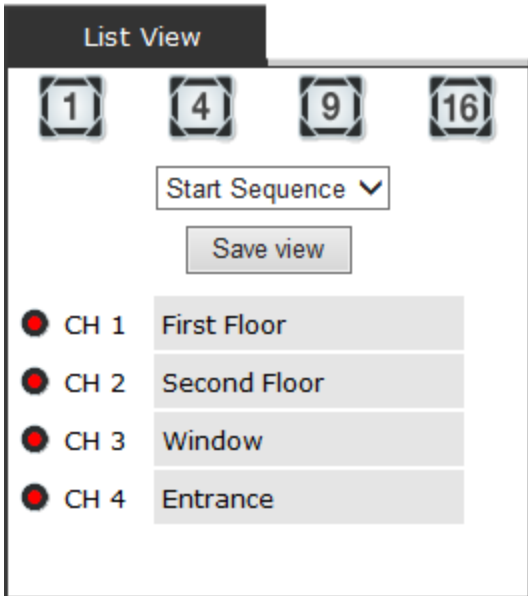 List View
1 4 9 16
Start Sequence
Save view
CH 1 First Floor
CH 2 Second Floor
CH 3 Window
CH 4 Entrance